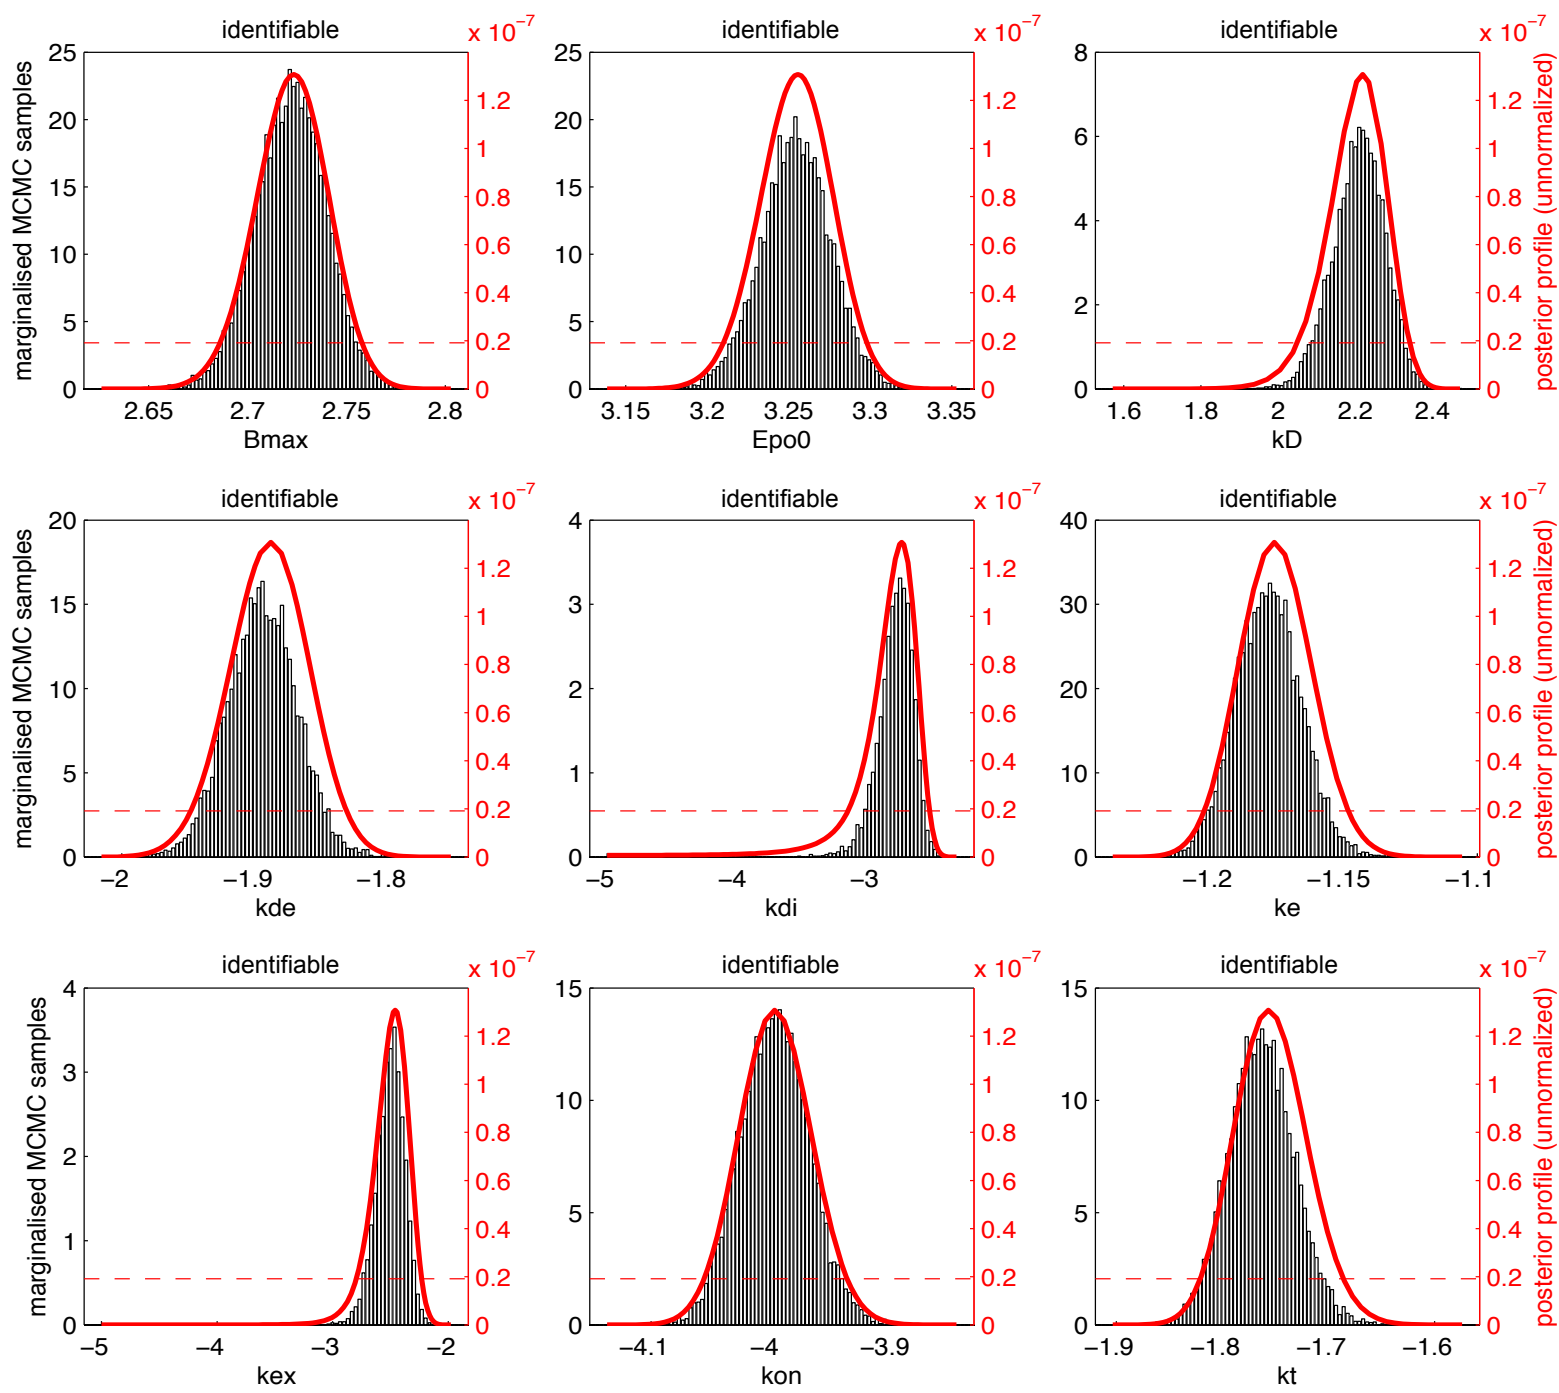 identifiable
x 10⁻⁷
identifiable
x 10⁻⁷
identifiable
x 10⁻⁷
marginalised MCMC samples
25
20
15
10
5
0
1.2
1
0.8
0.6
0.4
0.2
0
2.65 2.7 2.75 2.8
Bmax
25
20
15
10
5
0
1.2
1
0.8
0.6
0.4
0.2
0
3.15 3.2 3.25 3.3 3.35
Epo0
8
6
4
2
0
1.2
1
0.8
0.6
0.4
0.2
0
posterior profile (unnormalized)
1.6 1.8 2 2.2 2.4
kD
identifiable
x 10⁻⁷
identifiable
x 10⁻⁷
identifiable
x 10⁻⁷
marginalised MCMC samples
20
15
10
5
0
1.2
1
0.8
0.6
0.4
0.2
0
−2 −1.9 −1.8
kde
4
3
2
1
0
1.2
1
0.8
0.6
0.4
0.2
0
−5 −4 −3
kdi
40
30
20
10
0
1.2
1
0.8
0.6
0.4
0.2
0
posterior profile (unnormalized)
−1.2 −1.15 −1.1
ke
identifiable
x 10⁻⁷
identifiable
x 10⁻⁷
identifiable
x 10⁻⁷
marginalised MCMC samples
4
3
2
1
0
1.2
1
0.8
0.6
0.4
0.2
0
−5 −4 −3 −2
kex
15
10
5
0
1.2
1
0.8
0.6
0.4
0.2
0
−4.1 −4 −3.9
kon
15
10
5
0
1.2
1
0.8
0.6
0.4
0.2
0
posterior profile (unnormalized)
−1.9 −1.8 −1.7 −1.6
kt